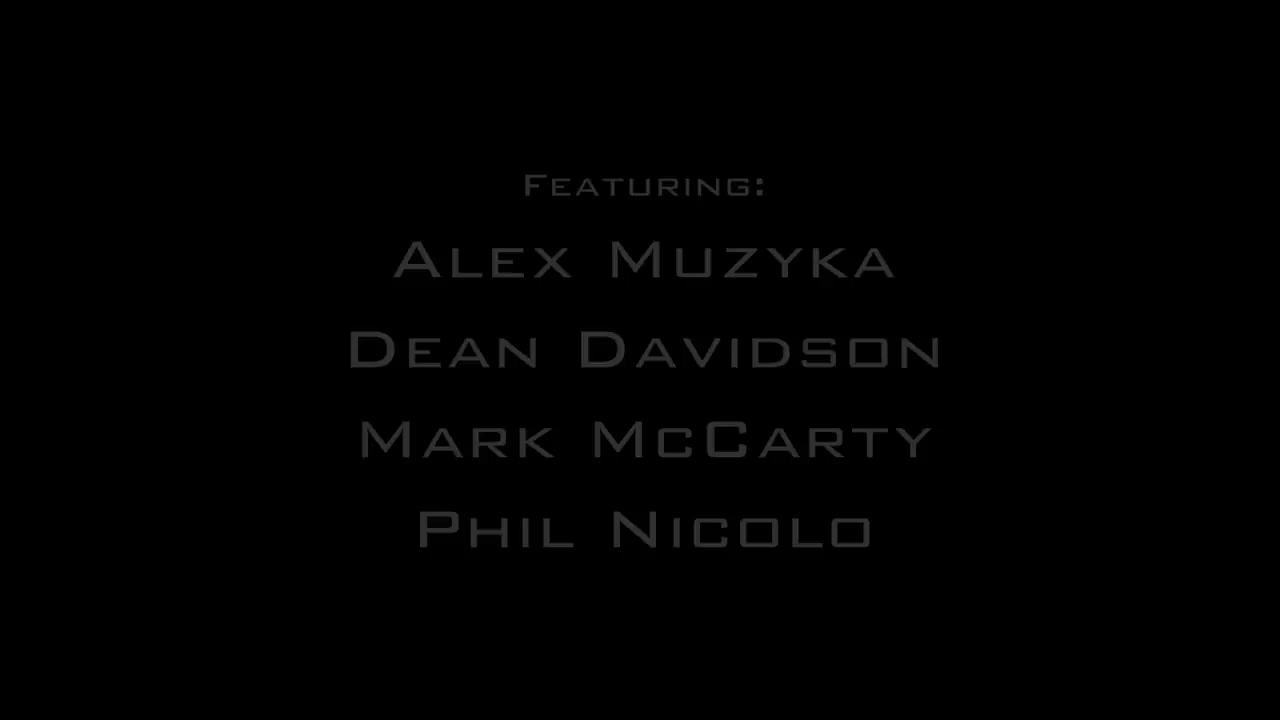 Featuring:
Alex Muzyka
Dean Davidson
Mark McCarty
Phil Nicolo